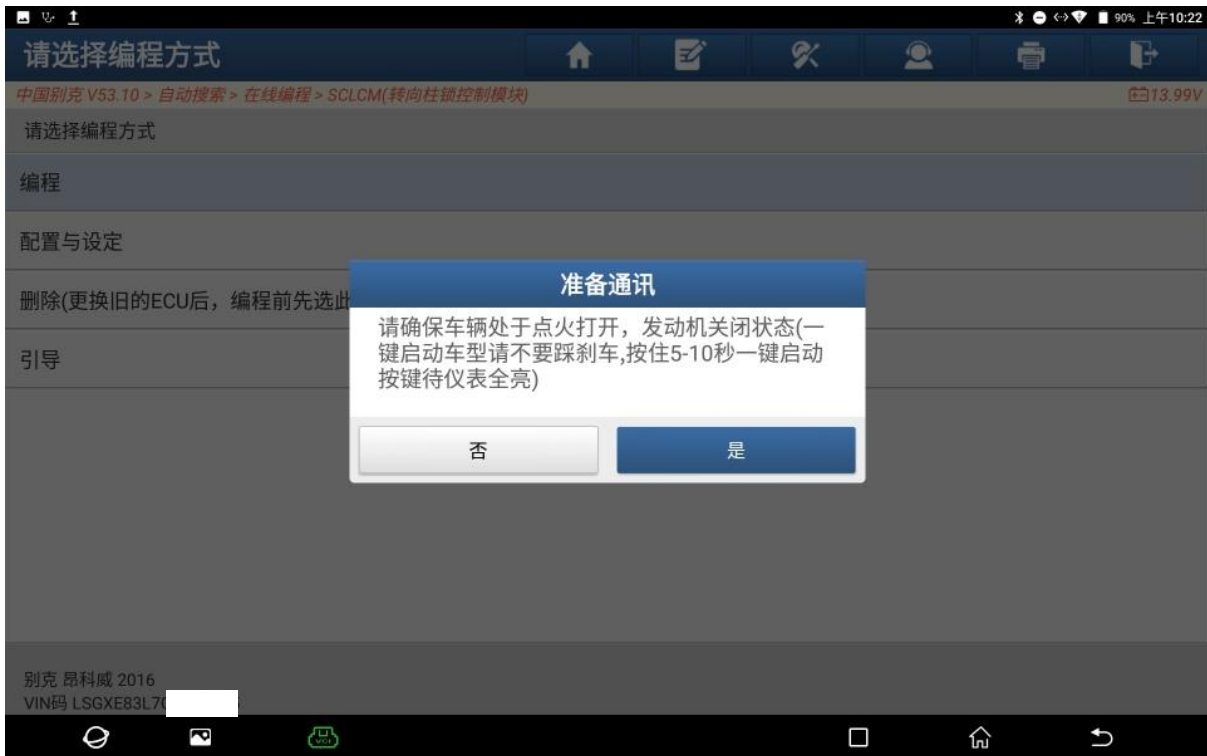 90% 上午10:22
请选择编程方式
中国别克 V53.10 > 自动搜索 > 在线编程 > SCLCM(转向柱锁控制模块)
13.99V
请选择编程方式
编程
配置与设定
删除(更换旧的ECU后，编程前先选此
引导
准备通讯
请确保车辆处于点火打开，发动机关闭状态(一
键启动车型请不要踩刹车,按住5-10秒一键启动
按键待仪表全亮)
否
是
别克 昂科威 2016
VIN码 LSGXE83L7
VCI